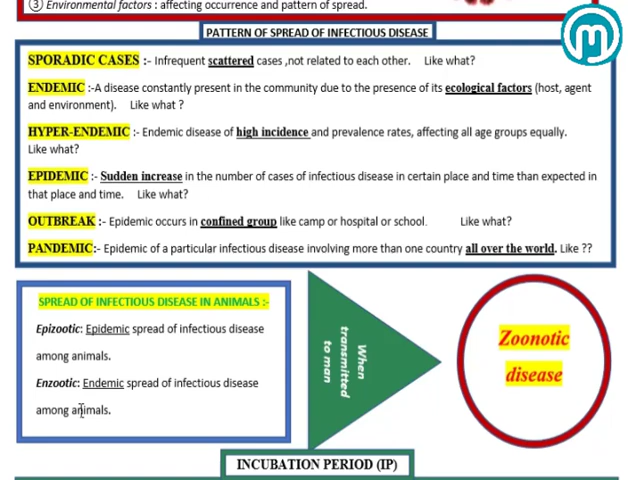 ③ Environmental factors : affecting occurrence and pattern of spread.
PATTERN OF SPREAD OF INFECTIOUS DISEASE
SPORADIC CASES :- Infrequent scattered cases ,not related to each other. Like what?
ENDEMIC :-A disease constantly present in the community due to the presence of its ecological factors (host, agent
and environment). Like what ?
HYPER-ENDEMIC :- Endemic disease of high incidence and prevalence rates, affecting all age groups equally.
Like what?
EPIDEMIC :- Sudden increase in the number of cases of infectious disease in certain place and time than expected in
that place and time. Like what?
OUTBREAK :- Epidemic occurs in confined group like camp or hospital or school. Like what?
PANDEMIC:- Epidemic of a particular infectious disease involving more than one country all over the world. Like ??
SPREAD OF INFECTIOUS DISEASE IN ANIMALS :-
Epizootic: Epidemic spread of infectious disease
among animals.
Enzootic: Endemic spread of infectious disease
among animals.
When
transmitted
to man
Zoonotic
disease
INCUBATION PERIOD (IP)